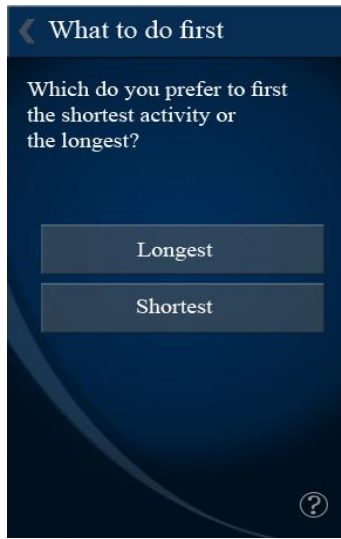 What to do first
Which do you prefer to first
the shortest activity or
the longest?
Longest
Shortest
?